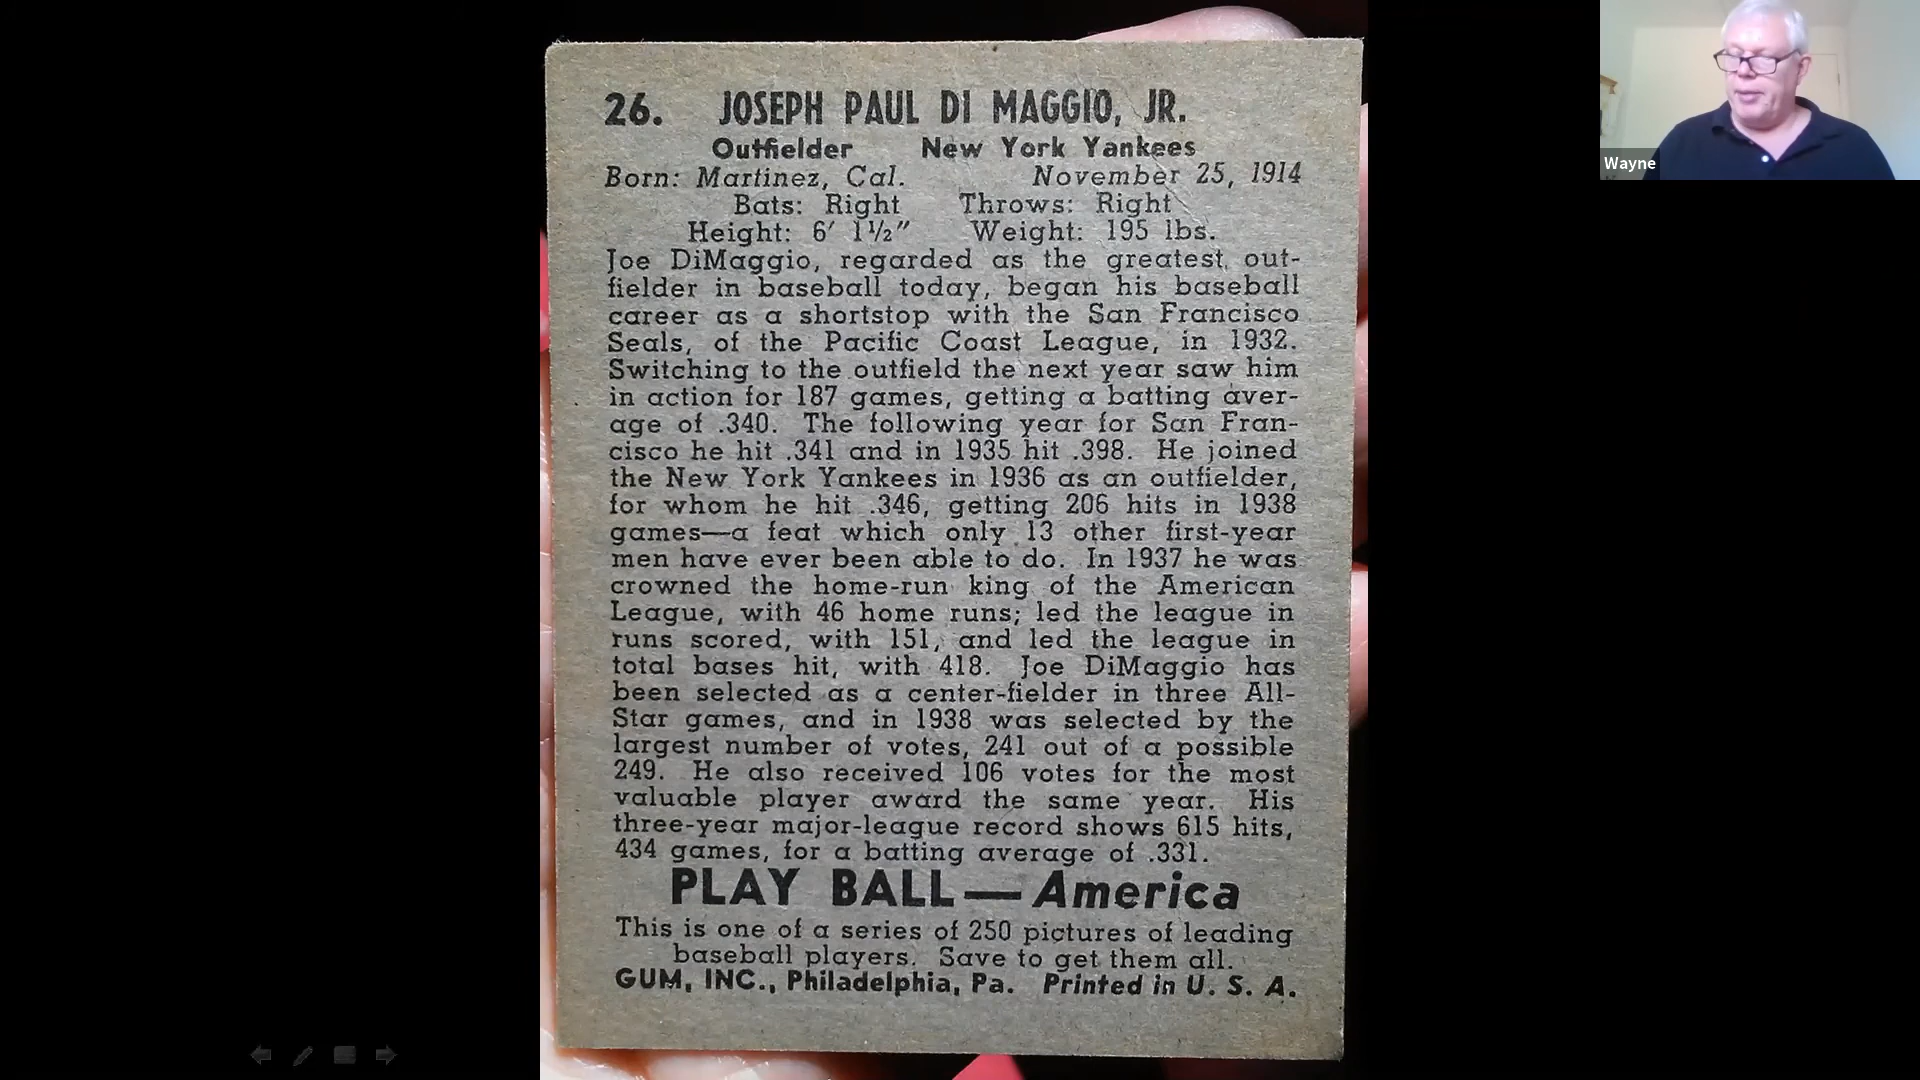 26. JOSEPH PAUL DI MAGGIO, JR.
Outfielder New York Yankees
Born: Martinez, Cal. November 25, 1914
Bats: Right Throws: Right
Height: 6′ 1½″ Weight: 195 lbs.
Joe DiMaggio, regarded as the greatest out-
fielder in baseball today, began his baseball
career as a shortstop with the San Francisco
Seals, of the Pacific Coast League, in 1932.
Switching to the outfield the next year saw him
in action for 187 games, getting a batting aver-
age of .340. The following year for San Fran-
cisco he hit .341 and in 1935 hit .398. He joined
the New York Yankees in 1936 as an outfielder,
for whom he hit .346, getting 206 hits in 1938
games—a feat which only 13 other first-year
men have ever been able to do. In 1937 he was
crowned the home-run king of the American
League, with 46 home runs; led the league in
runs scored, with 151, and led the league in
total bases hit, with 418. Joe DiMaggio has
been selected as a center-fielder in three All-
Star games, and in 1938 was selected by the
largest number of votes, 241 out of a possible
249. He also received 106 votes for the most
valuable player award the same year. His
three-year major-league record shows 615 hits,
434 games, for a batting average of .331.
PLAY BALL—America
This is one of a series of 250 pictures of leading
baseball players. Save to get them all.
GUM, INC., Philadelphia, Pa. Printed in U. S. A.
Wayne